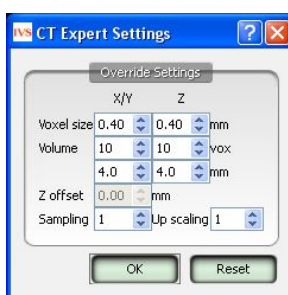 IVS CT Expert Settings
Override Settings
X/Y Z
Voxel size 0.40 0.40 mm
Volume 10 10 vox
4.0 4.0 mm
Z offset 0.00 mm
Sampling 1 Up scaling 1
OK Reset